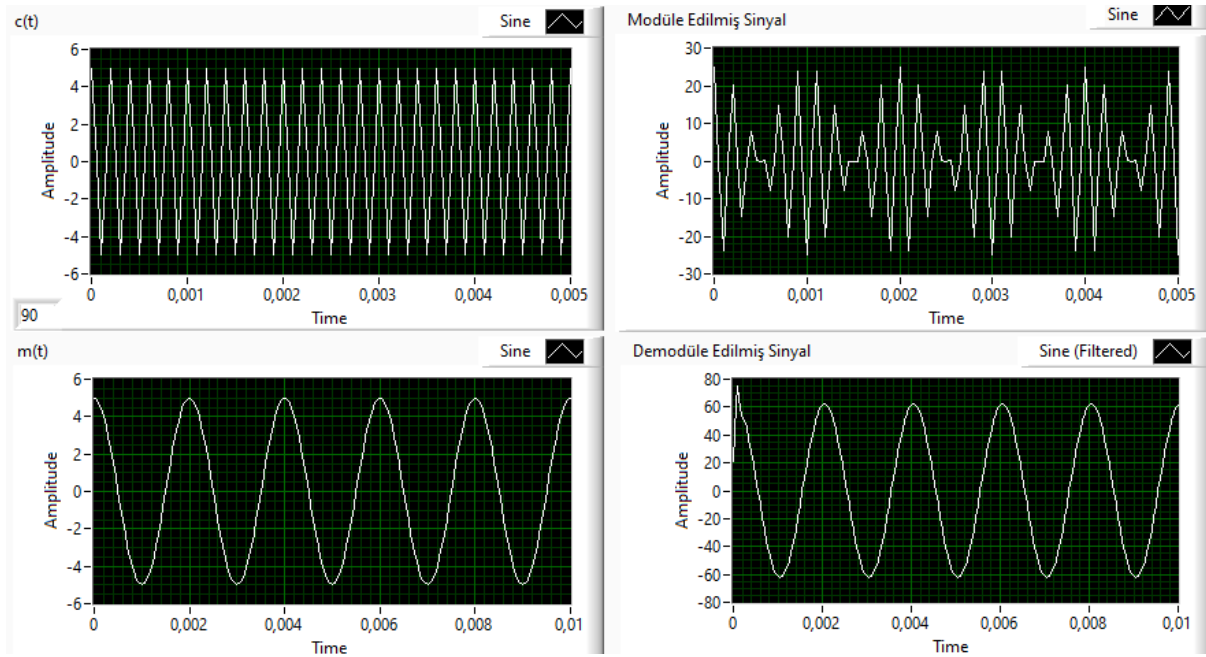 c(t)
Sine
Amplitude
6
4
2
0
-2
-4
-6
0 0,001 0,002 0,003 0,004 0,005
90
Time
Modüle Edilmiş Sinyal
Sine
Amplitude
30
20
10
0
-10
-20
-30
0 0,001 0,002 0,003 0,004 0,005
Time
m(t)
Sine
Amplitude
6
4
2
0
-2
-4
-6
0 0,002 0,004 0,006 0,008 0,01
Time
Demodüle Edilmiş Sinyal
Sine (Filtered)
Amplitude
80
60
40
20
0
-20
-40
-60
-80
0 0,002 0,004 0,006 0,008 0,01
Time